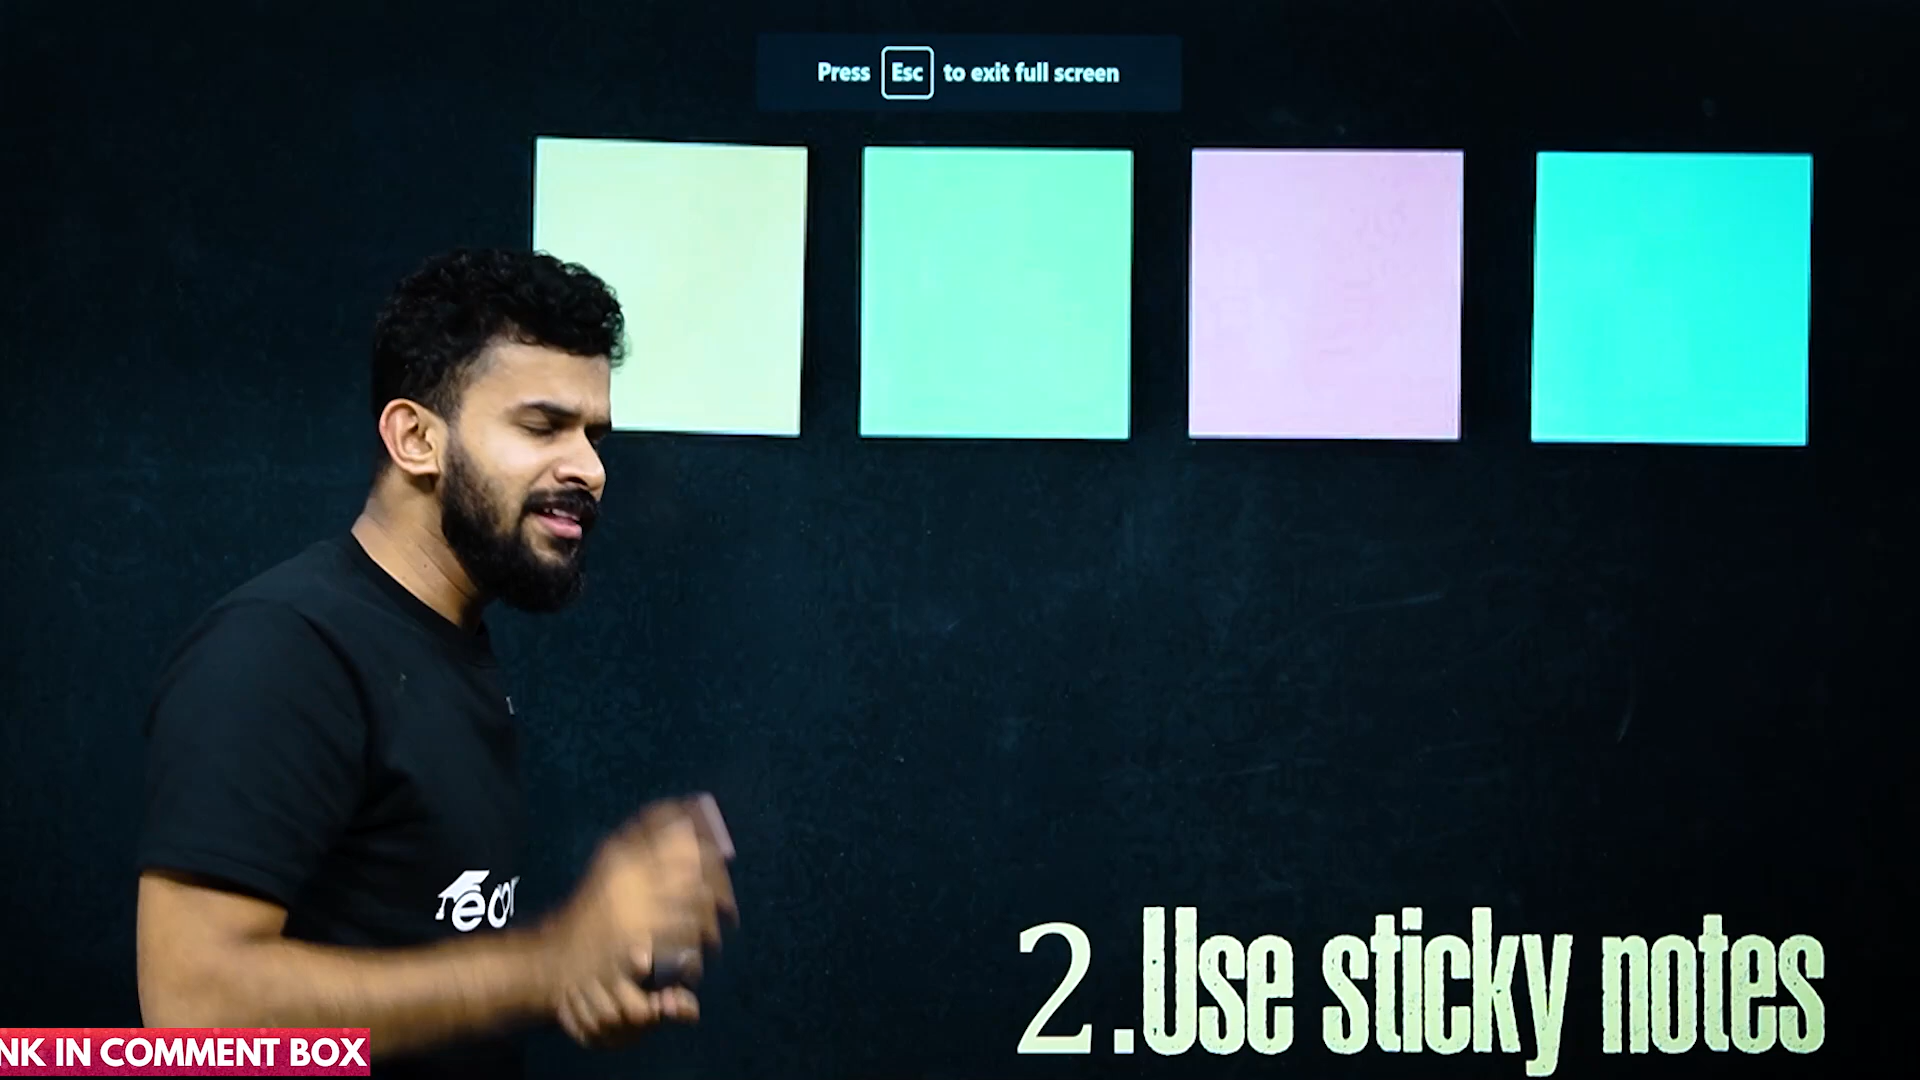 Press Esc to exit full screen
2.Use sticky notes
NK IN COMMENT BOX